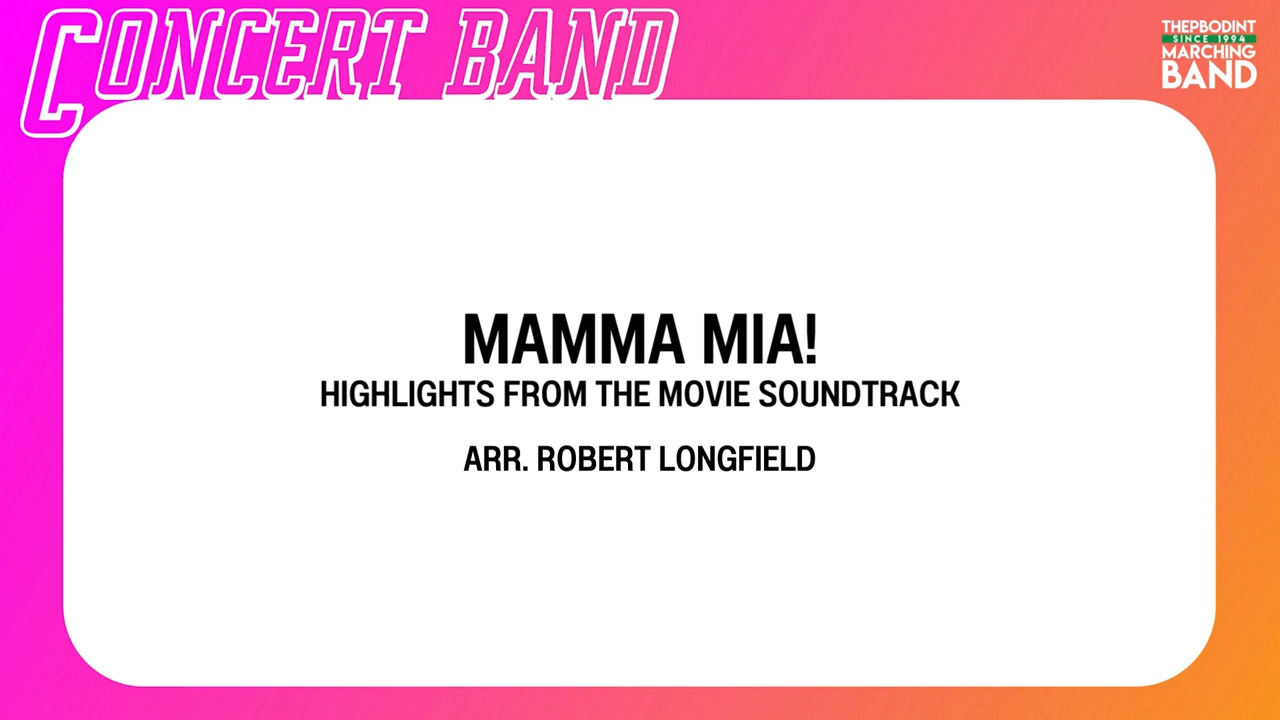 CONCERT BAND
THEPBODINT
SINCE 1994
MARCHING
BAND
MAMMA MIA!
HIGHLIGHTS FROM THE MOVIE SOUNDTRACK
ARR. ROBERT LONGFIELD